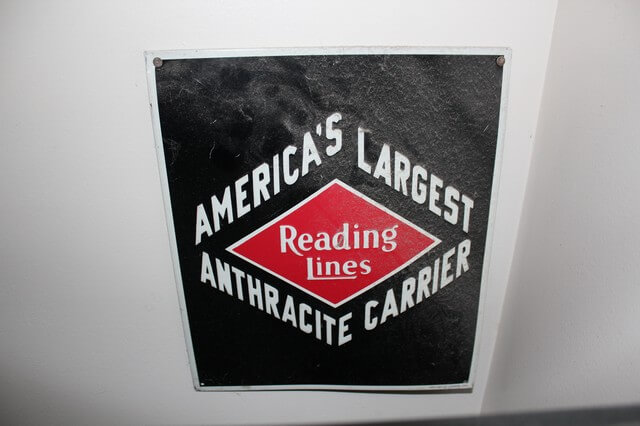 AMERICA'S LARGEST
Reading
Lines
ANTHRACITE CARRIER